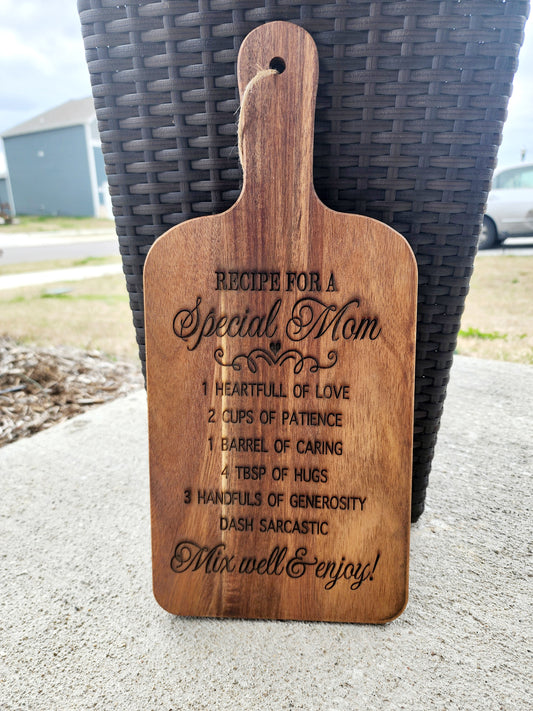 RECIPE FOR A
Special Mom
1 HEARTFULL OF LOVE
2 CUPS OF PATIENCE
1 BARREL OF CARING
4 TBSP OF HUGS
3 HANDFULS OF GENEROSITY
DASH SARCASTIC
Mix well & enjoy!